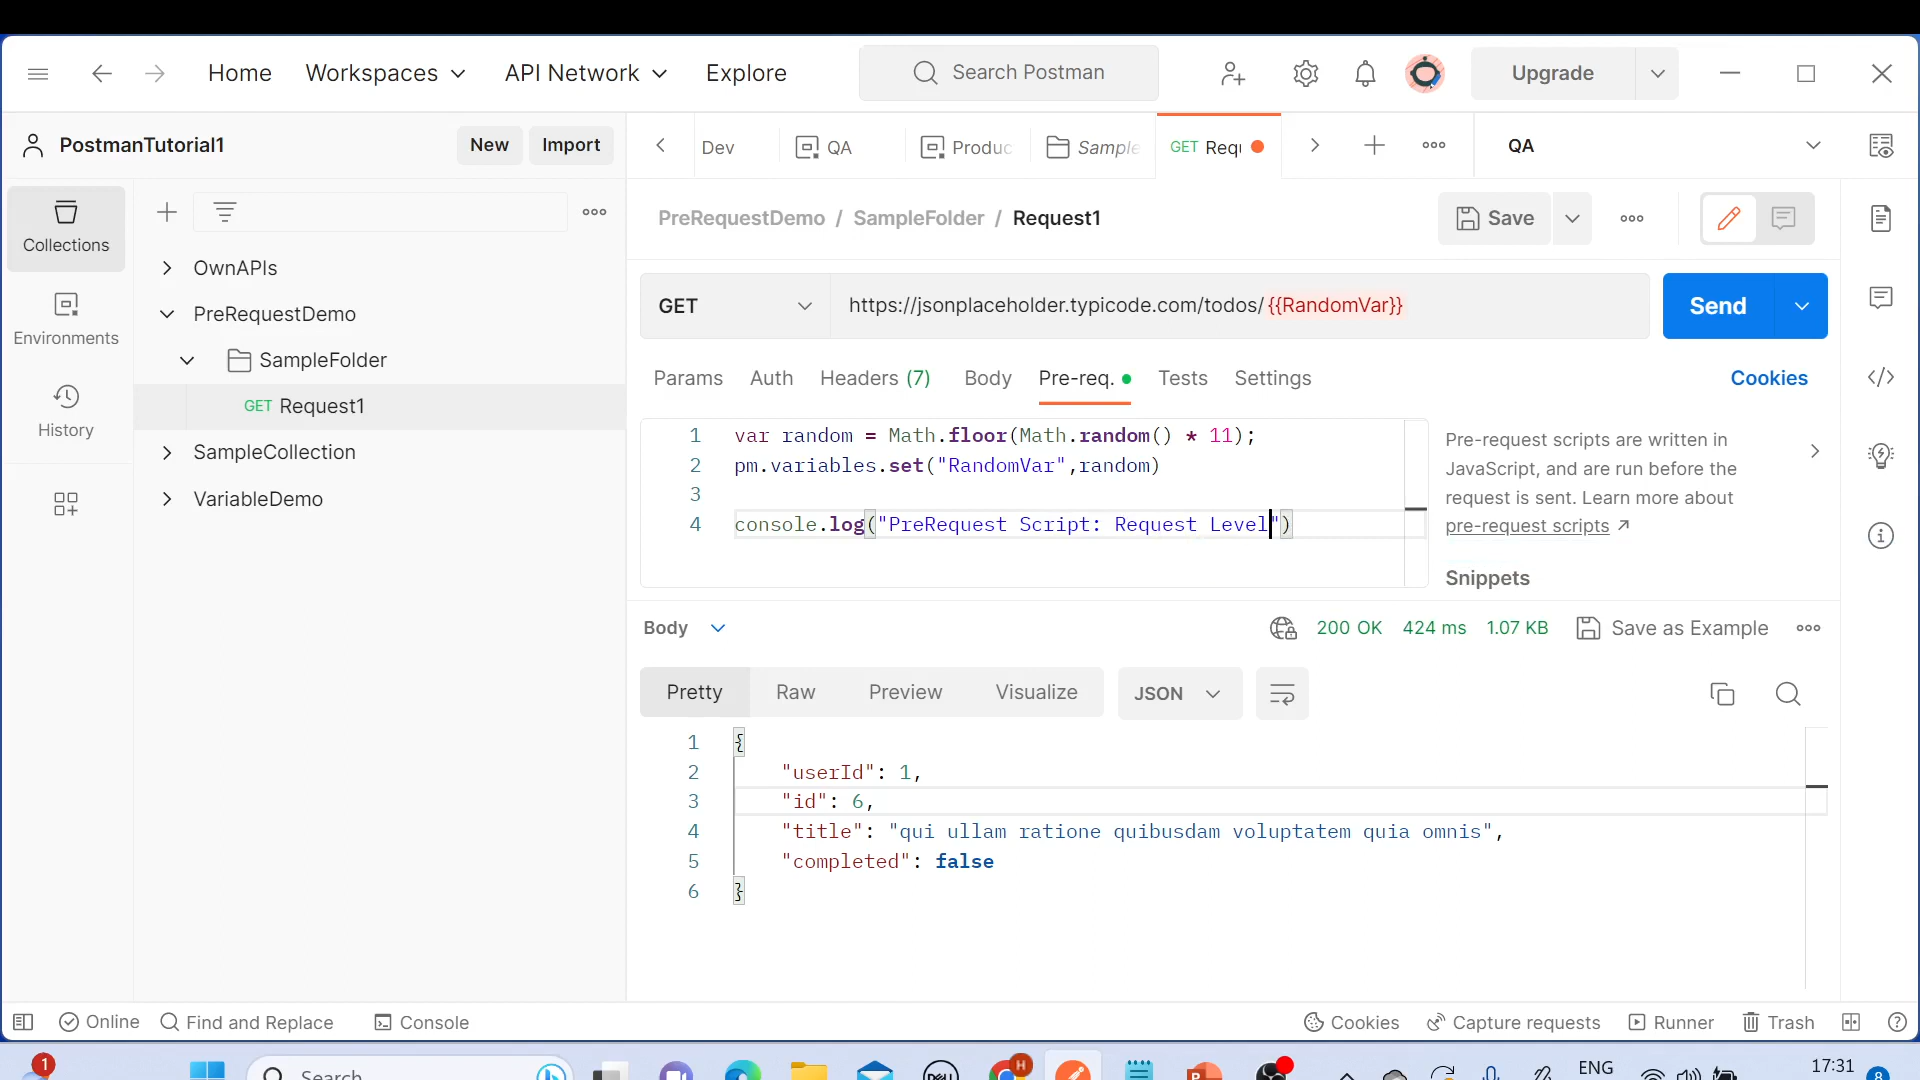 Home
Workspaces
API Network
Explore
Search Postman
Upgrade
PostmanTutorial1
New
Import
Dev
QA
Produc
Sample
GET Requ
QA
Collections
Environments
History
OwnAPIs
PreRequestDemo
SampleFolder
GET Request1
SampleCollection
VariableDemo
PreRequestDemo / SampleFolder / Request1
Save
GET
https://jsonplaceholder.typicode.com/todos/{{RandomVar}}
Send
Params
Auth
Headers (7)
Body
Pre-req.
Tests
Settings
Cookies
1 var random = Math.floor(Math.random() * 11);
2 pm.variables.set("RandomVar",random)
3
4 console.log("PreRequest Script: Request Level")
Pre-request scripts are written in
JavaScript, and are run before the
request is sent. Learn more about
pre-request scripts ↗
Snippets
Body
200 OK
424 ms
1.07 KB
Save as Example
Pretty
Raw
Preview
Visualize
JSON
1 {
2 "userId": 1,
3 "id": 6,
4 "title": "qui ullam ratione quibusdam voluptatem quia omnis",
5 "completed": false
6 }
Online
Find and Replace
Console
Cookies
Capture requests
Runner
Trash
1
Search
DELL
H
P
ENG
17:31
8